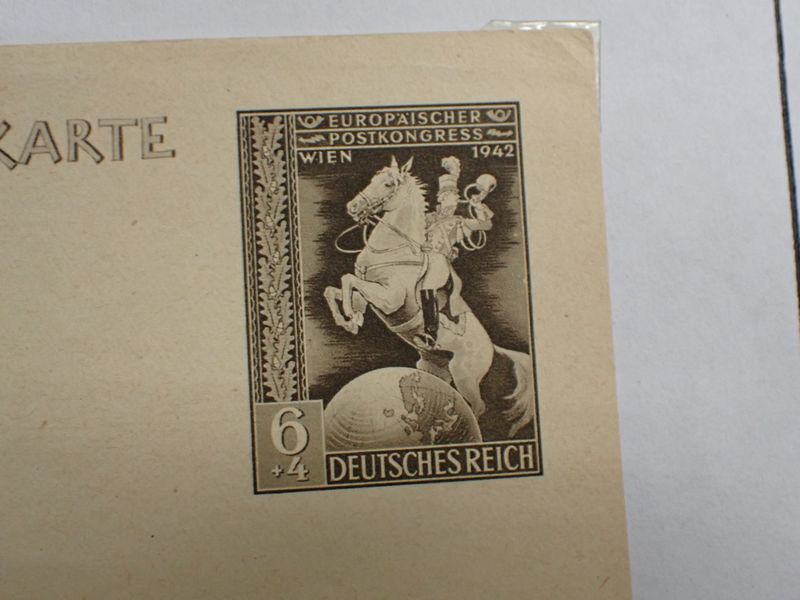 KARTE
EUROPÄISCHER
POSTKONGRESS
WIEN 1942
6
+4
DEUTSCHES REICH